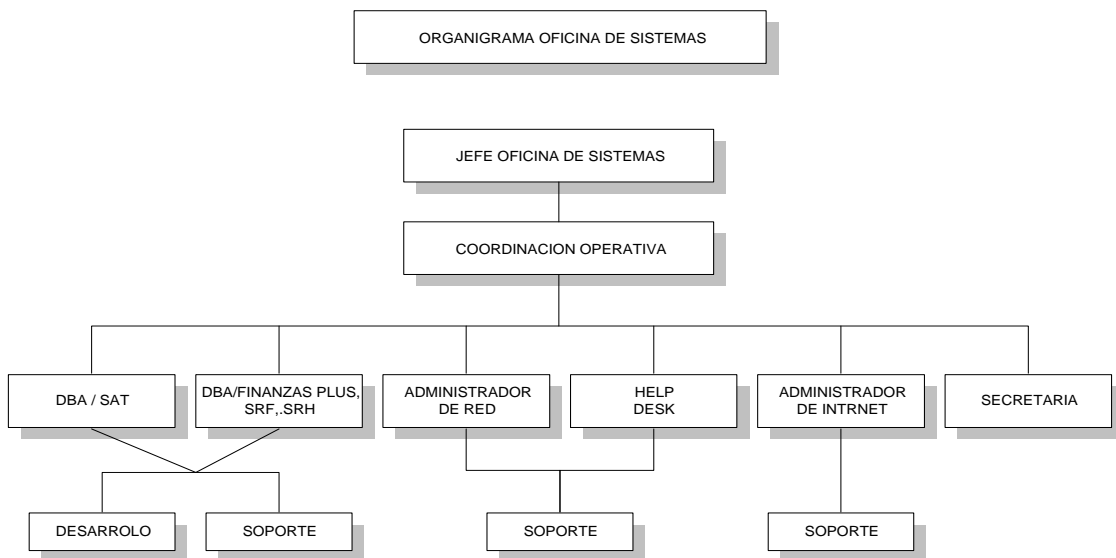 ORGANIGRAMA OFICINA DE SISTEMAS
JEFE OFICINA DE SISTEMAS
COORDINACION OPERATIVA
DBA / SAT
DBA/FINANZAS PLUS,
SRF,.SRH
ADMINISTRADOR
DE RED
HELP
DESK
ADMINISTRADOR
DE INTRNET
SECRETARIA
DESARROLO
SOPORTE
SOPORTE
SOPORTE